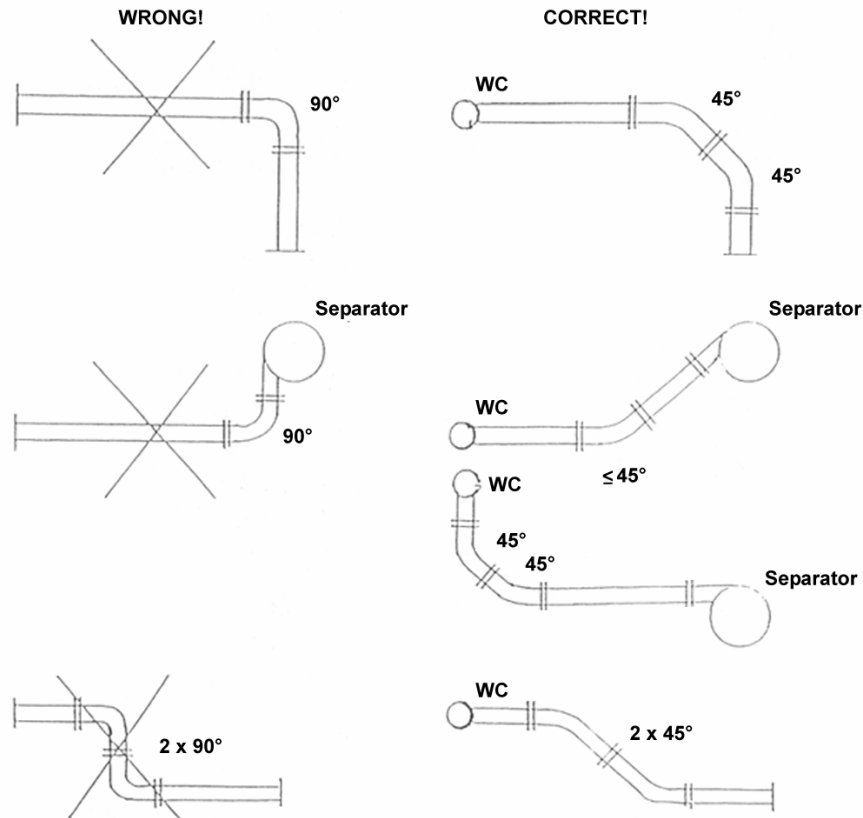 WRONG!
CORRECT!
90°
WC
45°
45°
Separator
90°
Separator
WC
≤ 45°
WC
45°
45°
Separator
2 x 90°
WC
2 x 45°